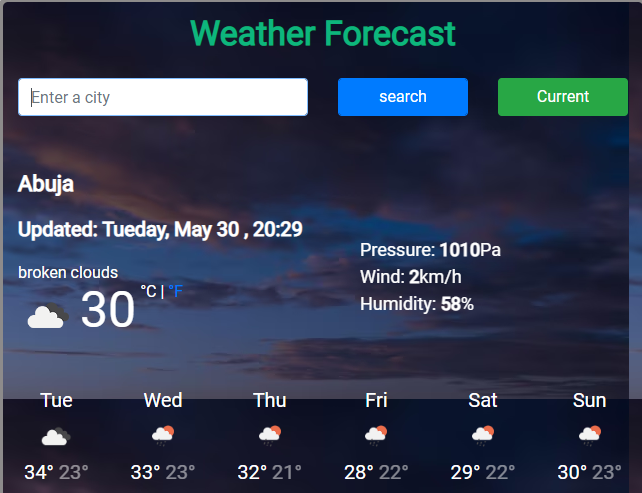 Weather Forecast
Enter a city
search
Current
Abuja
Updated: Tueday, May 30 , 20:29
broken clouds
30 °C | °F
Pressure: 1010Pa
Wind: 2km/h
Humidity: 58%
Tue Wed Thu Fri Sat Sun
34° 23° 33° 23° 32° 21° 28° 22° 29° 22° 30° 23°